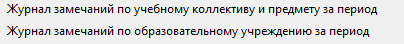 Журнал замечаний по учебному коллективу и предмету за период
Журнал замечаний по образовательному учреждению за период